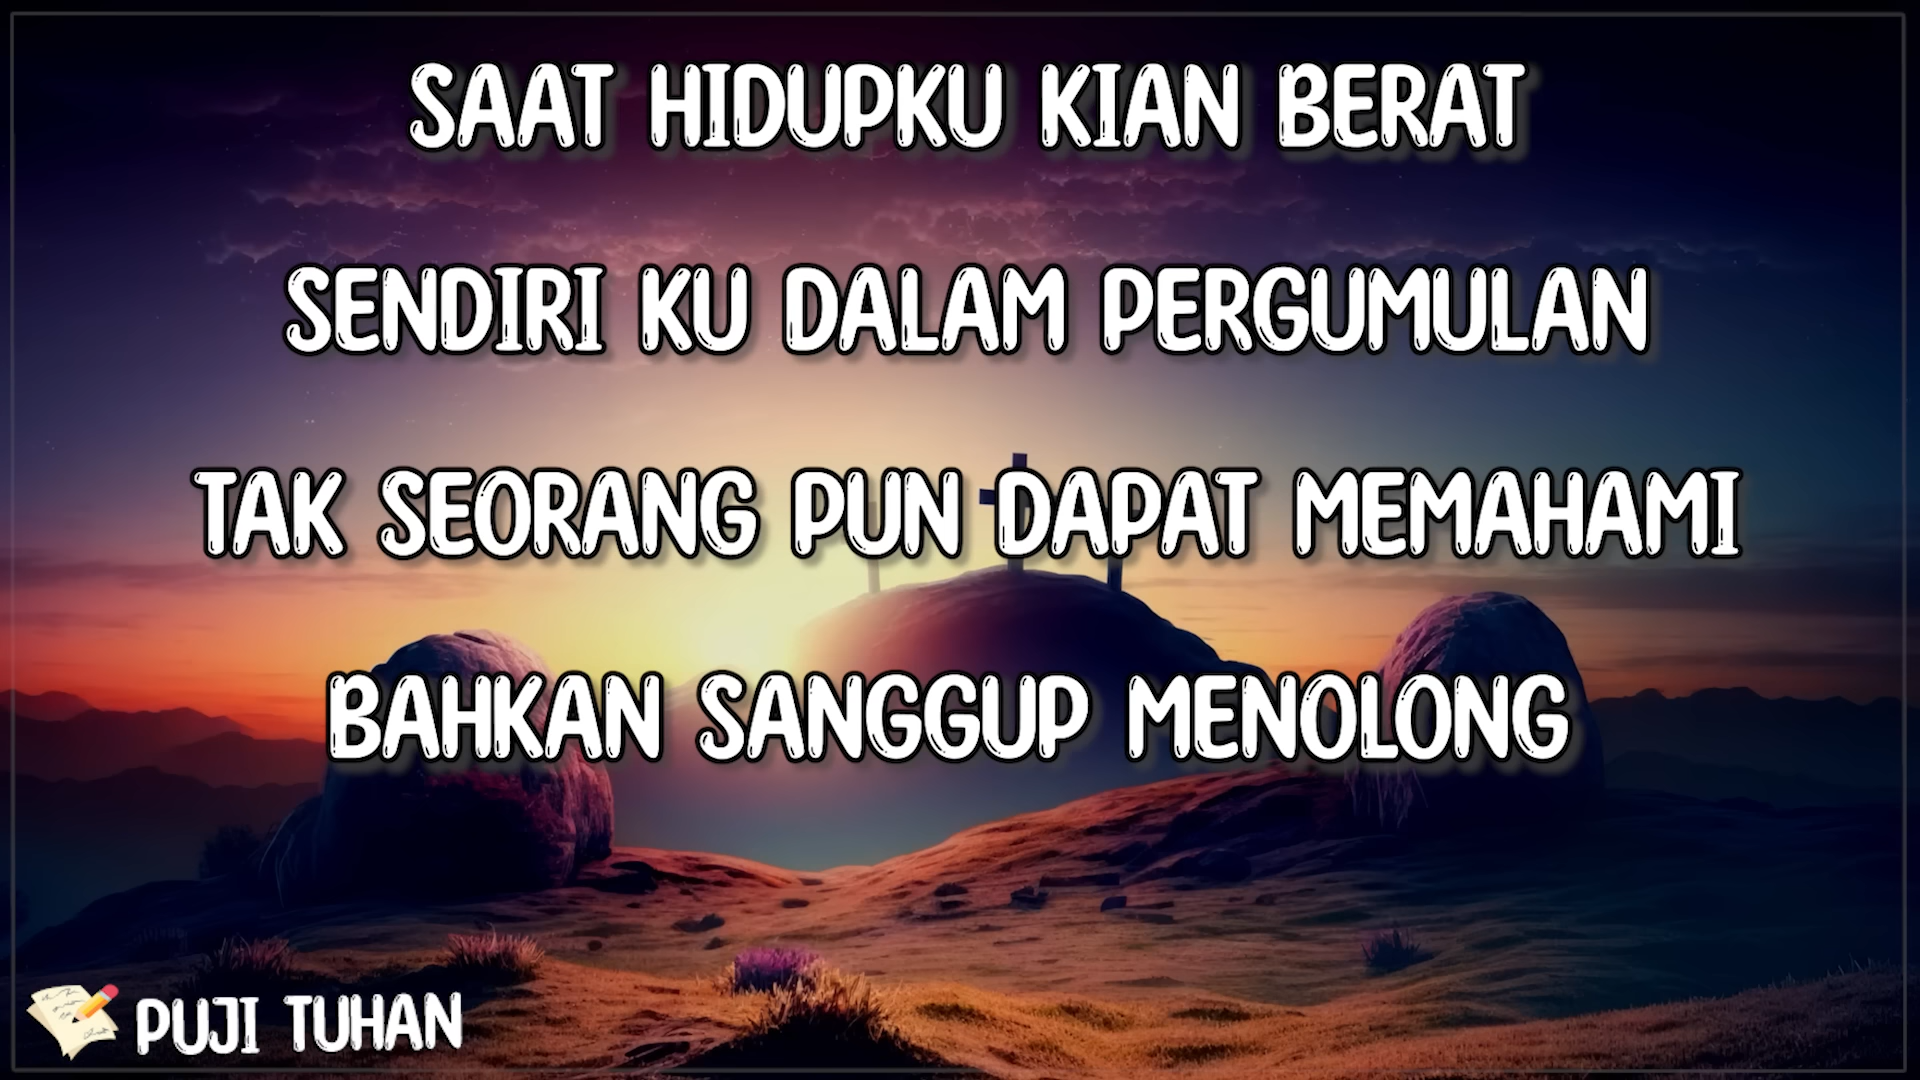 SAAT HIDUPKU KIAN BERAT
SENDIRI KU DALAM PERGUMULAN
TAK SEORANG PUN DAPAT MEMAHAMI
BAHKAN SANGGUP MENOLONG
PUJI TUHAN